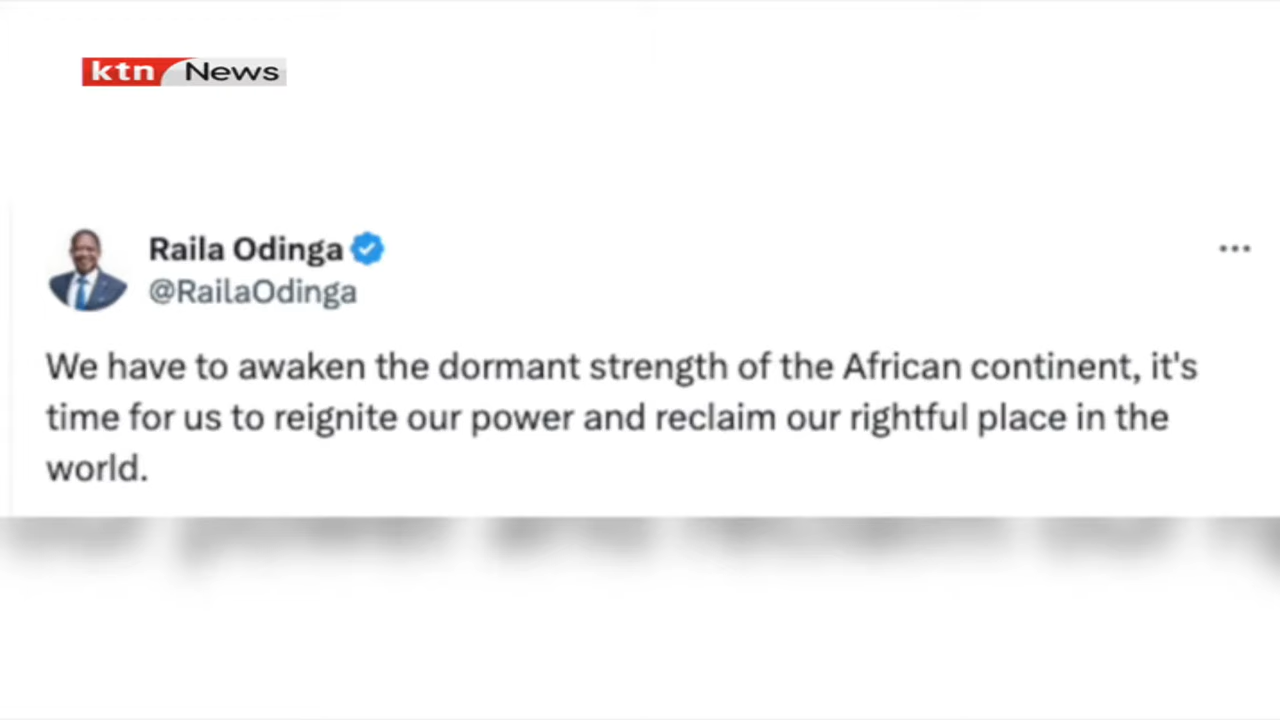 ktn News
Raila Odinga
@RailaOdinga
We have to awaken the dormant strength of the African continent, it's
time for us to reignite our power and reclaim our rightful place in the
world.